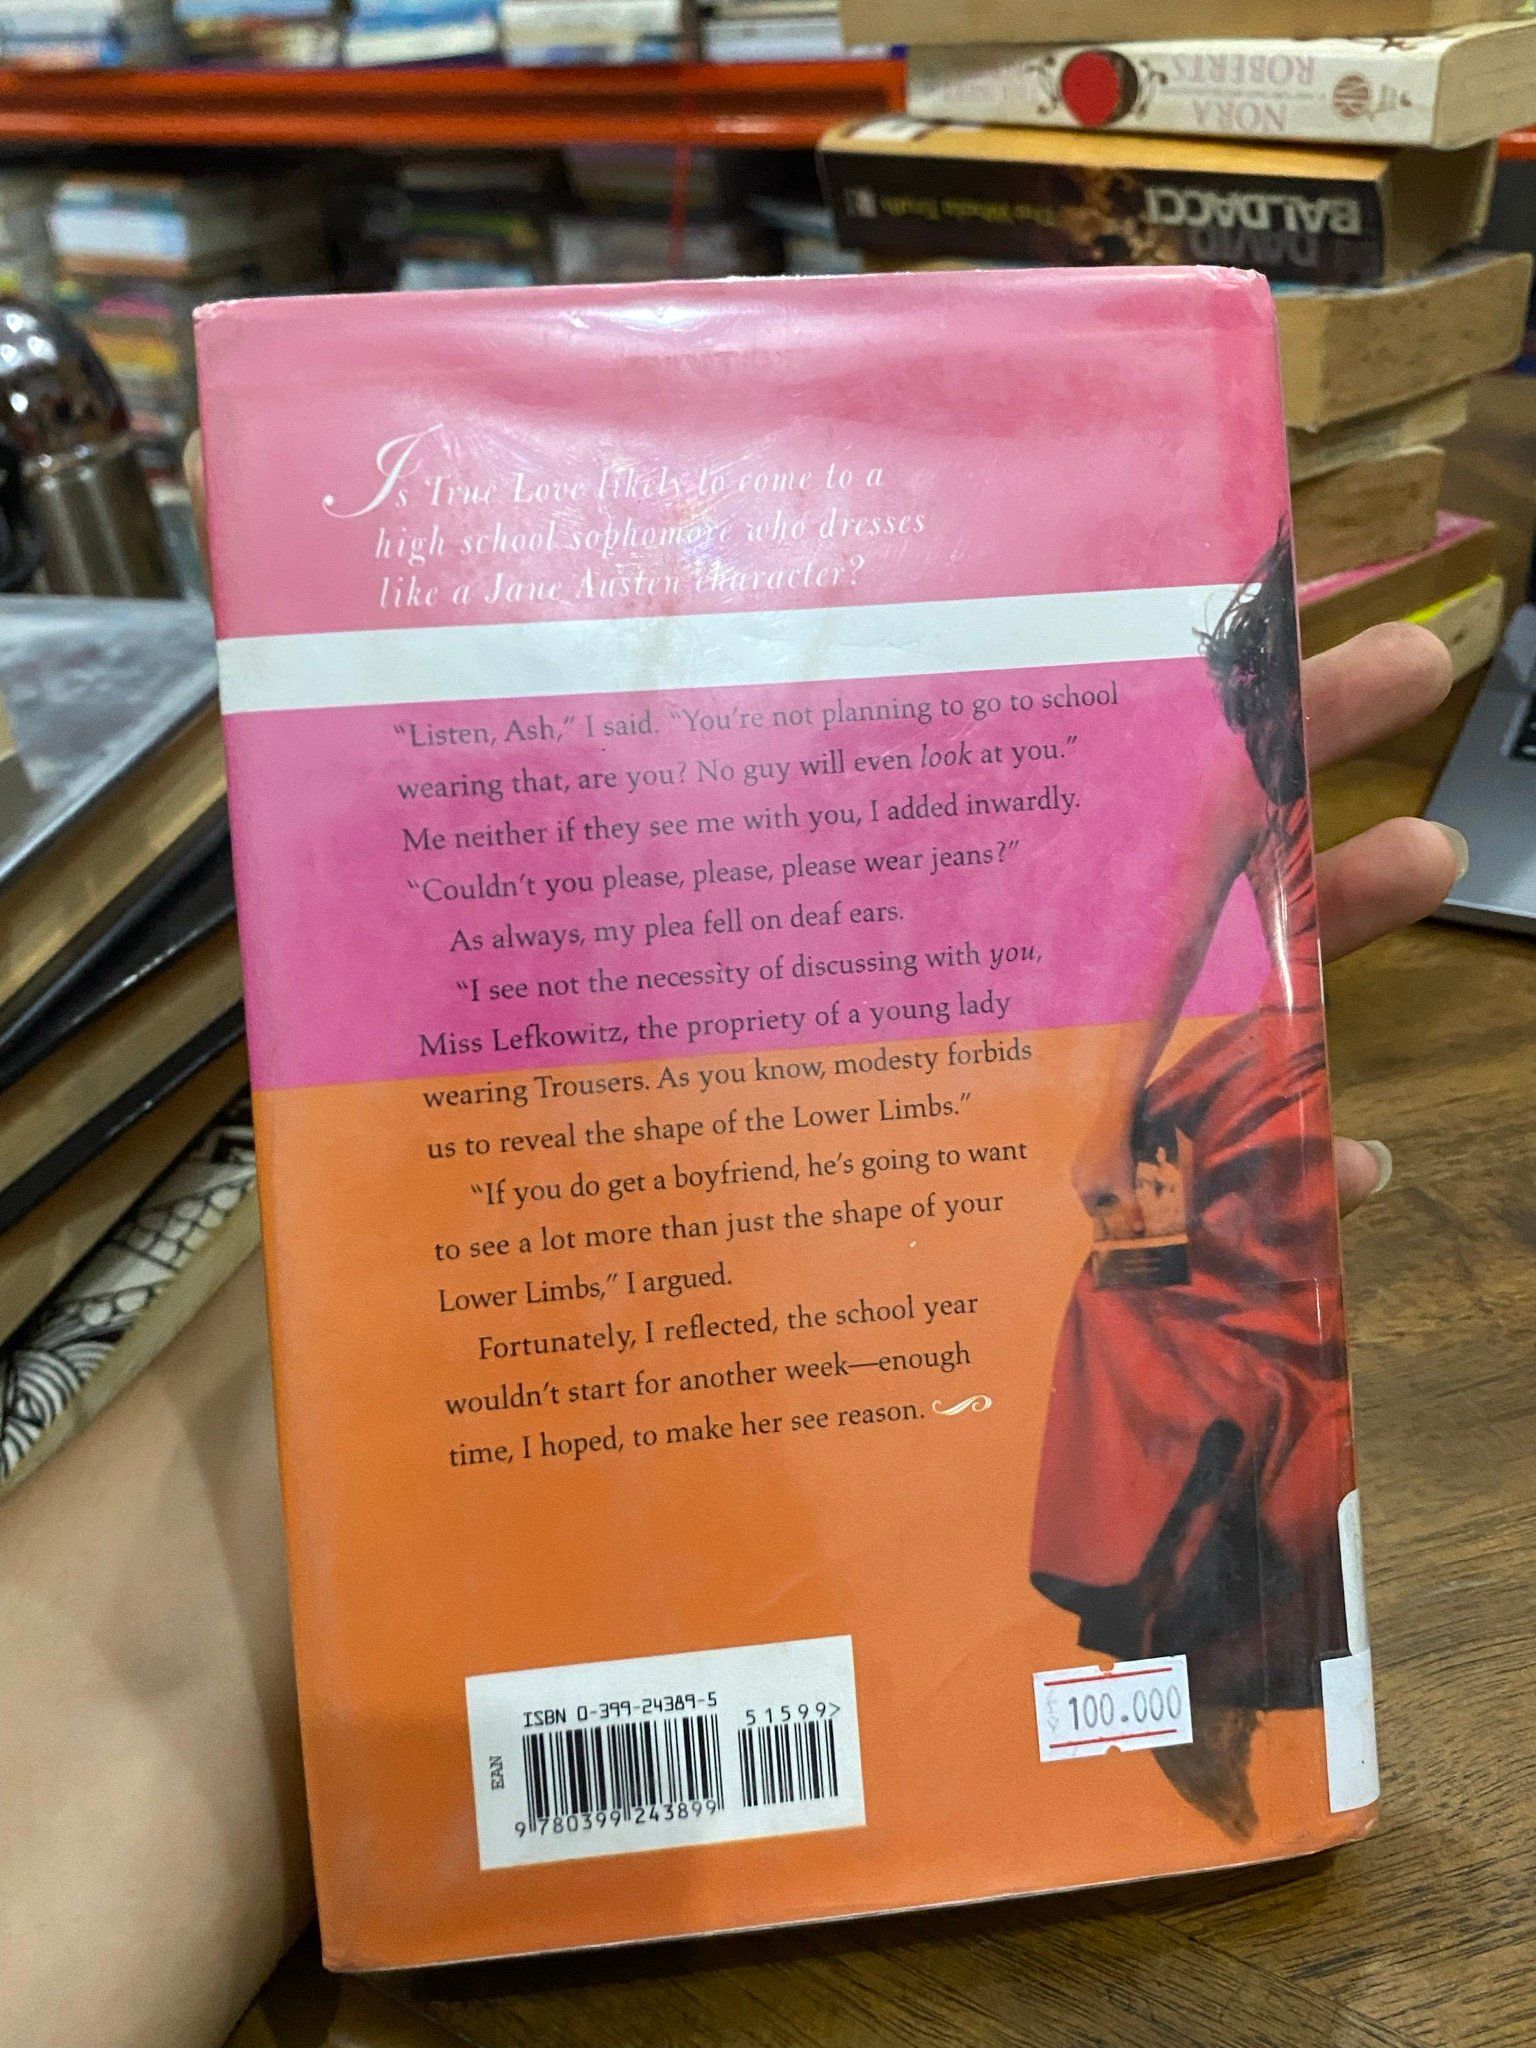 NORA
ROBERTS
DAVID
BALDACCI
The Whole Truth
Is True Love likely to come to a
high school sophomore who dresses
like a Jane Austen character?
“Listen, Ash,” I said. “You’re not planning to go to school
wearing that, are you? No guy will even look at you.”
Me neither if they see me with you, I added inwardly.
“Couldn’t you please, please, please wear jeans?”
As always, my plea fell on deaf ears.
“I see not the necessity of discussing with you,
Miss Lefkowitz, the propriety of a young lady
wearing Trousers. As you know, modesty forbids
us to reveal the shape of the Lower Limbs.”
“If you do get a boyfriend, he’s going to want
to see a lot more than just the shape of your
Lower Limbs,” I argued.
Fortunately, I reflected, the school year
wouldn’t start for another week—enough
time, I hoped, to make her see reason.
ISBN 0-399-24389-5
51599>
EAN
9 780399 243899
100.000